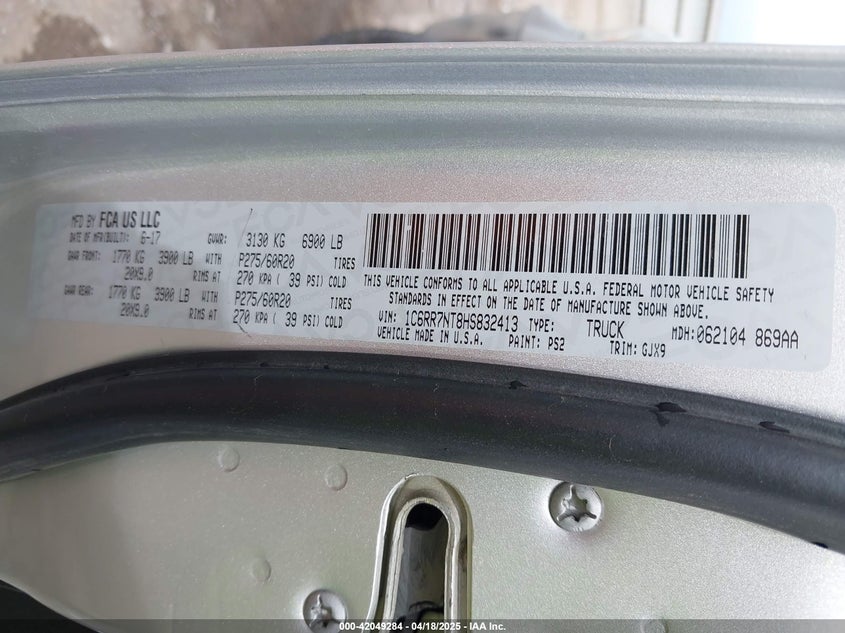 MFD BY FCA US LLC
DATE OF MFR(BUILT): 6-17 GVWR: 3130 KG 6900 LB
GAWR FRONT: 1770 KG 3900 LB WITH P275/60R20 TIRES
20X9.0 RIMS AT 270 KPA ( 39 PSI) COLD
GAWR REAR: 1770 KG 3900 LB WITH P275/60R20 TIRES
20X9.0 RIMS AT 270 KPA ( 39 PSI) COLD
THIS VEHICLE CONFORMS TO ALL APPLICABLE U.S.A. FEDERAL MOTOR VEHICLE SAFETY
STANDARDS IN EFFECT ON THE DATE OF MANUFACTURE SHOWN ABOVE.
VIN: 1C6RR7NT8HS832413 TYPE: TRUCK MDH:062104 869AA
VEHICLE MADE IN U.S.A. PAINT: PS2 TRIM: GJX9
000-42049284 - 04/18/2025 - IAA Inc.